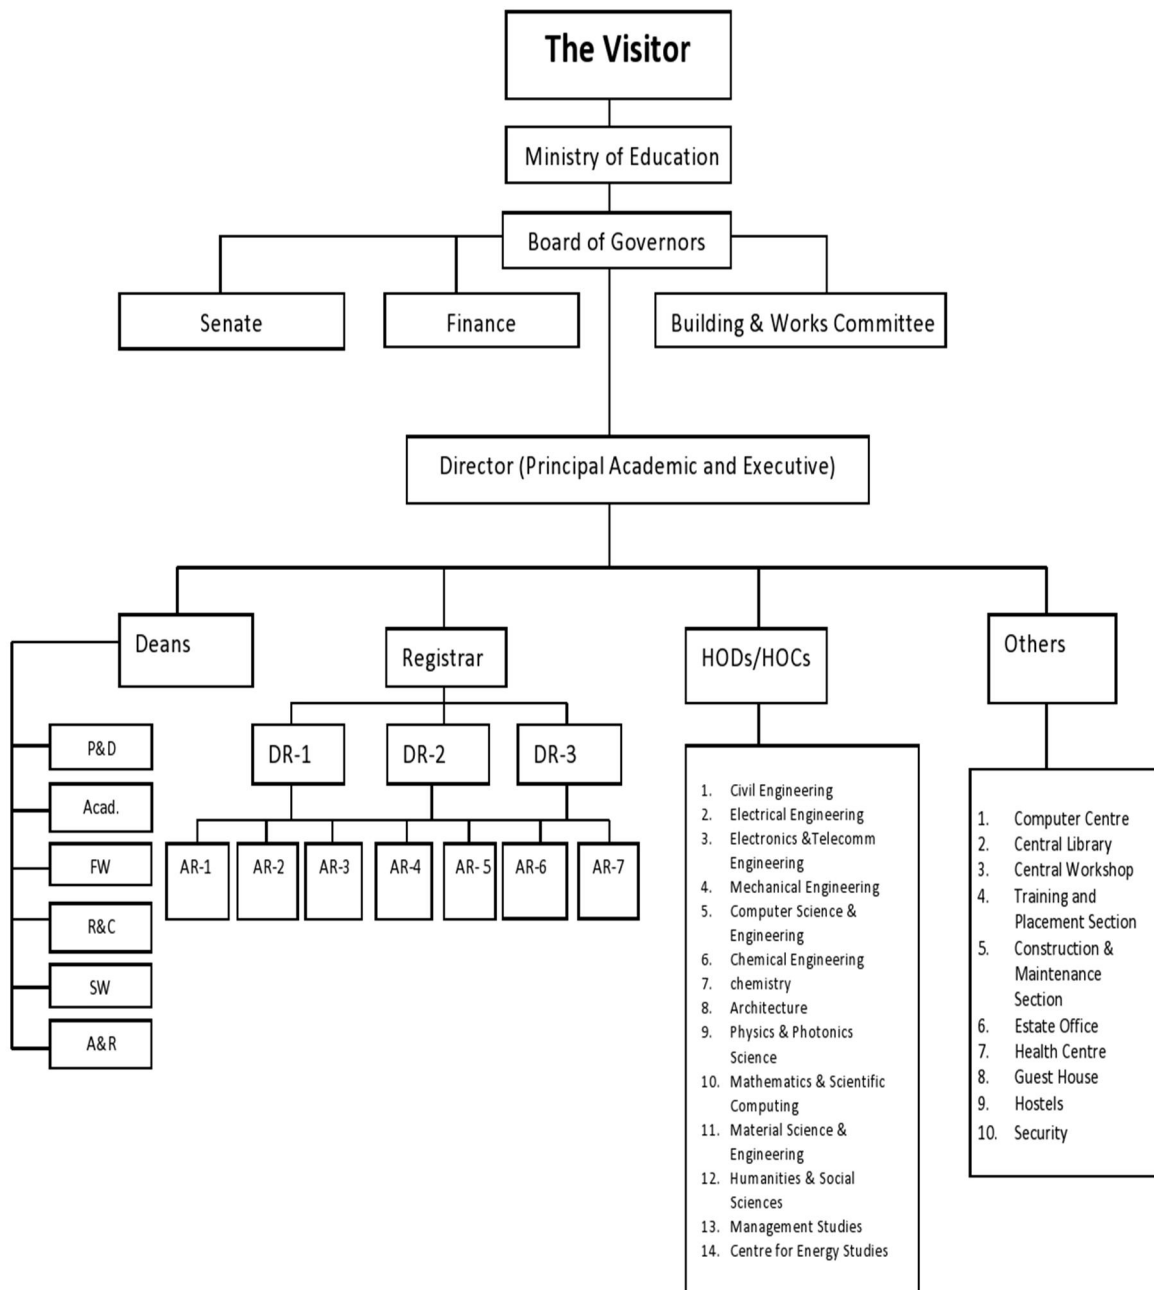 The Visitor
Ministry of Education
Board of Governors
Senate
Finance
Building & Works Committee
Director (Principal Academic and Executive)
Deans
Registrar
HODs/HOCs
Others
P&D
Acad.
FW
R&C
SW
A&R
DR-1
DR-2
DR-3
AR-1
AR-2
AR-3
AR-4
AR- 5
AR-6
AR-7
1. Civil Engineering
2. Electrical Engineering
3. Electronics &Telecomm
Engineering
4. Mechanical Engineering
5. Computer Science &
Engineering
6. Chemical Engineering
7. chemistry
8. Architecture
9. Physics & Photonics
Science
10. Mathematics & Scientific
Computing
11. Material Science &
Engineering
12. Humanities & Social
Sciences
13. Management Studies
14. Centre for Energy Studies
1. Computer Centre
2. Central Library
3. Central Workshop
4. Training and
Placement Section
5. Construction &
Maintenance
Section
6. Estate Office
7. Health Centre
8. Guest House
9. Hostels
10. Security